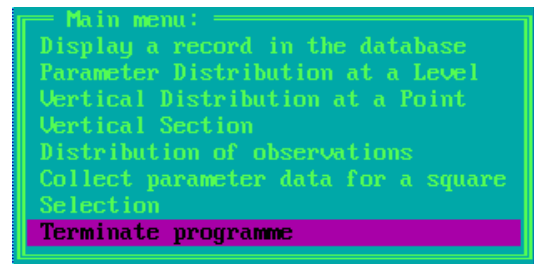 Main menu:
Display a record in the database
Parameter Distribution at a Level
Vertical Distribution at a Point
Vertical Section
Distribution of observations
Collect parameter data for a square
Selection
Terminate programme